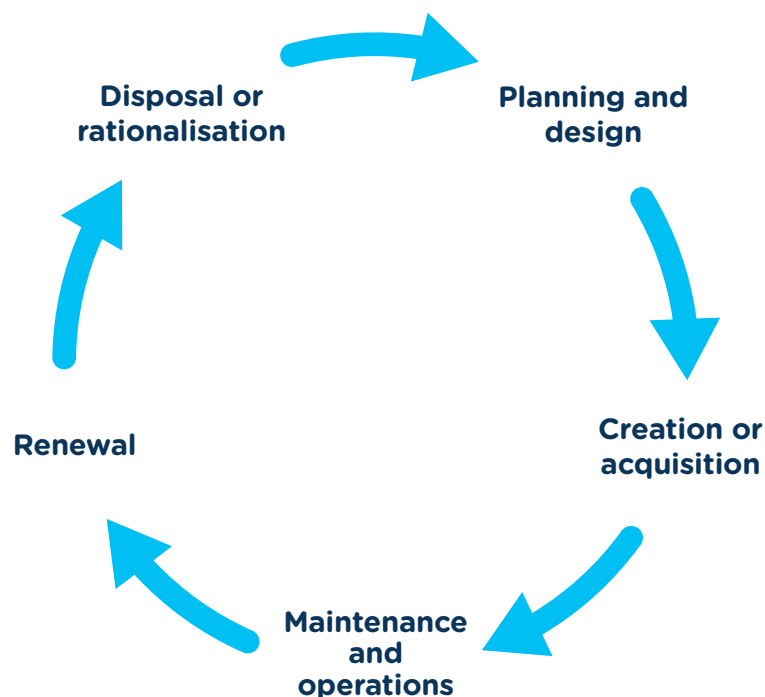 Disposal or
rationalisation
Planning and
design
Creation or
acquisition
Maintenance
and
operations
Renewal